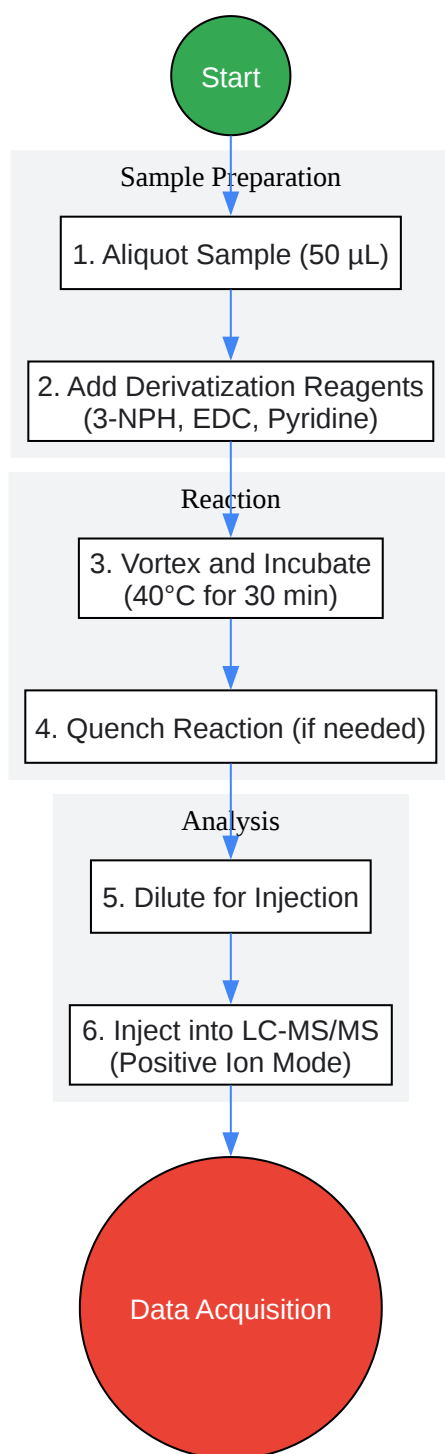 Start
Sample Preparation
1. Aliquot Sample (50 µL)
2. Add Derivatization Reagents
(3-NPH, EDC, Pyridine)
Reaction
3. Vortex and Incubate
(40°C for 30 min)
4. Quench Reaction (if needed)
Analysis
5. Dilute for Injection
6. Inject into LC-MS/MS
(Positive Ion Mode)
Data Acquisition